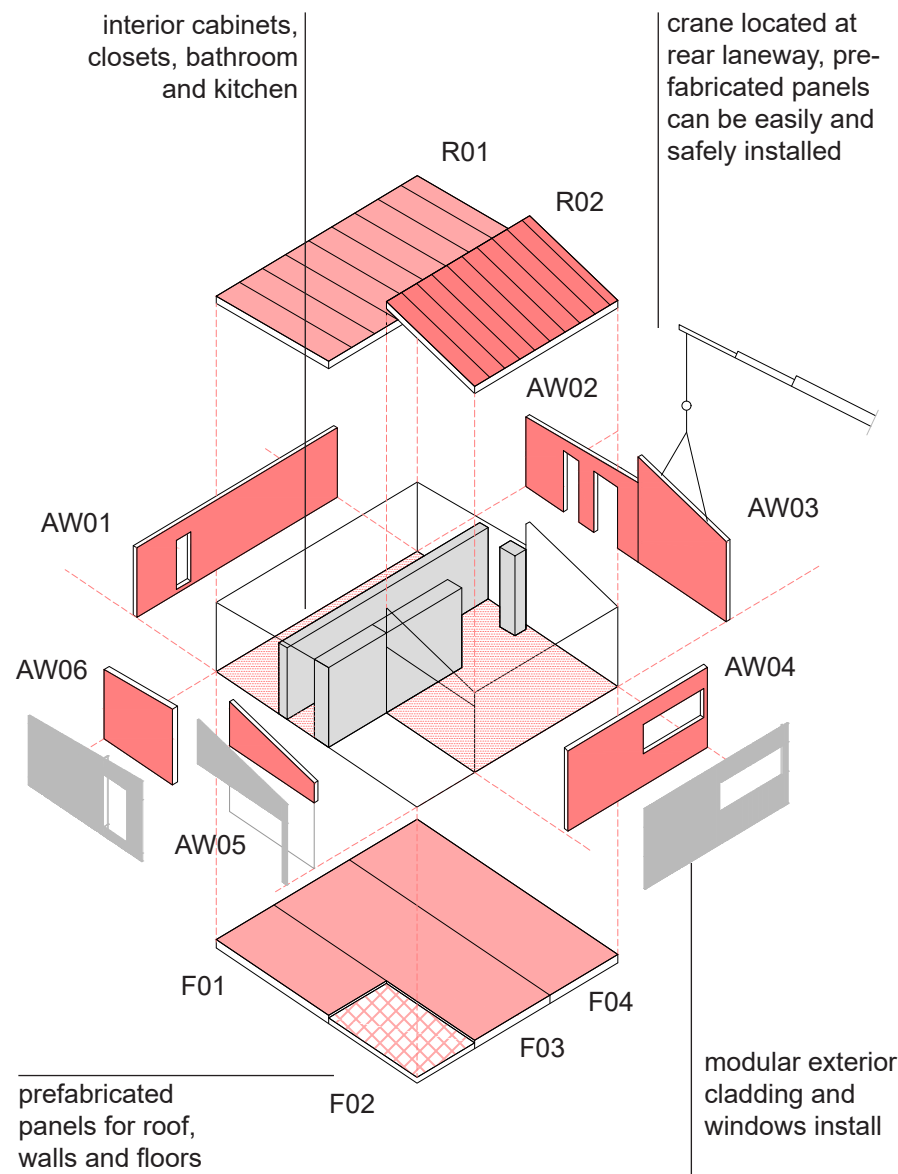 interior cabinets,
closets, bathroom
and kitchen
crane located at
rear laneway, pre-
fabricated panels
can be easily and
safely installed
R01
R02
AW02
AW01
AW03
AW06
AW04
AW05
F01
F04
F03
F02
prefabricated
panels for roof,
walls and floors
modular exterior
cladding and
windows install